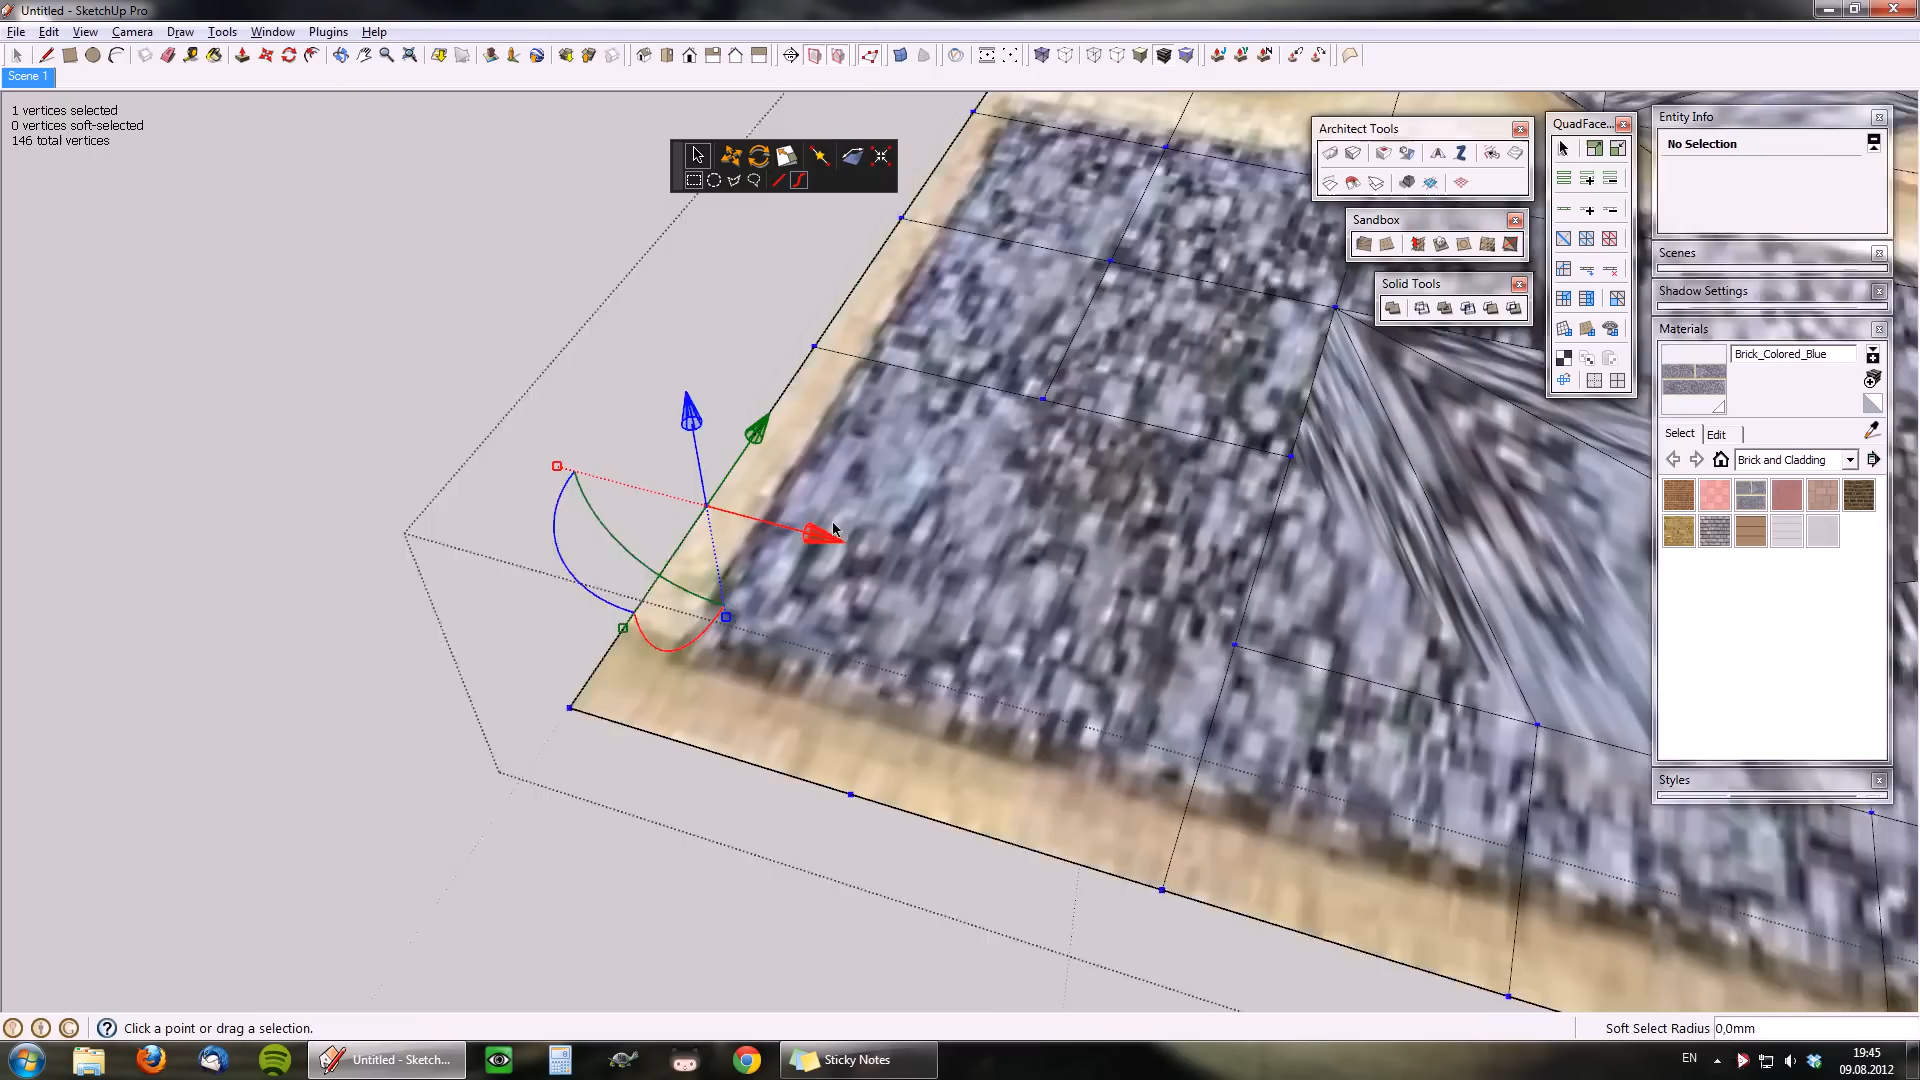 Untitled - SketchUp Pro
File Edit View Camera Draw Tools Window Plugins Help
Scene 1
1 vertices selected
0 vertices soft-selected
146 total vertices
Architect Tools
Sandbox
Solid Tools
QuadFace...
Entity Info
No Selection
Scenes
Shadow Settings
Materials
Brick_Colored_Blue
Select Edit
Brick and Cladding
Styles
Click a point or drag a selection.
Soft Select Radius 0,0mm
Untitled - Sketch...
Sticky Notes
EN
19:45
09.08.2012